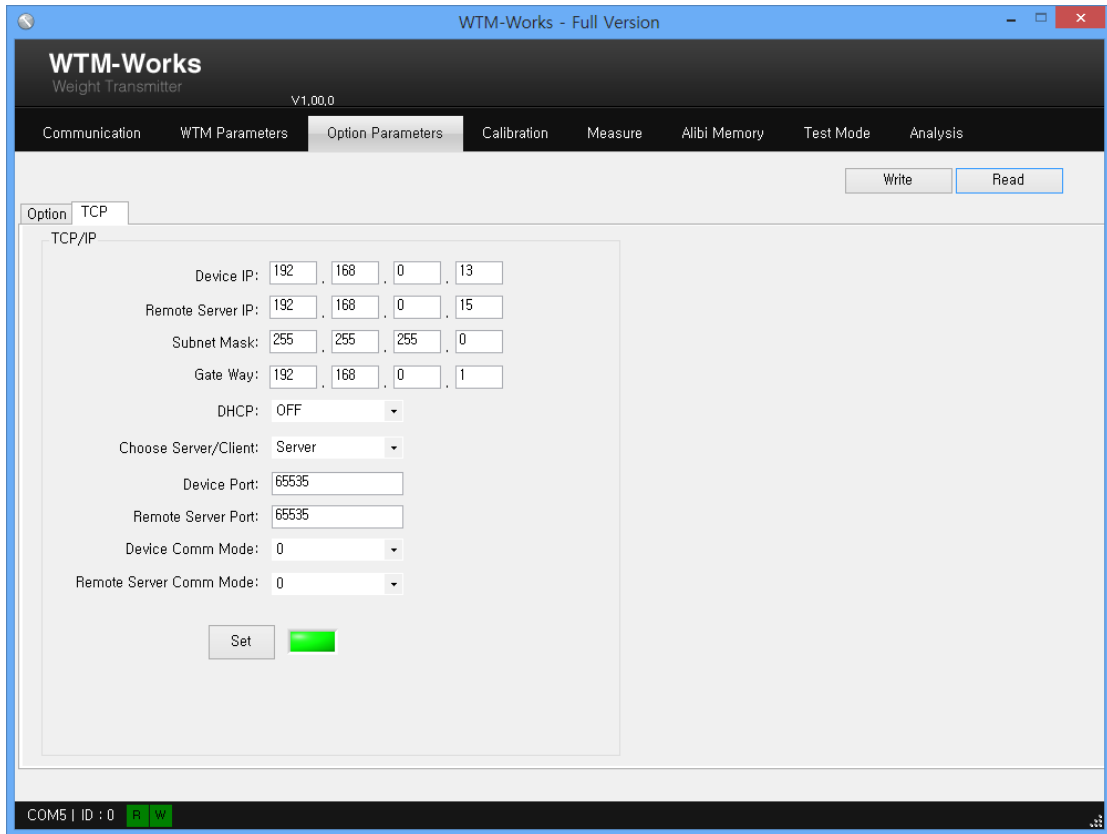 WTM-Works - Full Version
WTM-Works
Weight Transmitter
V1,00,0
Communication WTM Parameters Option Parameters Calibration Measure Alibi Memory Test Mode Analysis
Write Read
Option TCP
TCP/IP
Device IP: 192 . 168 . 0 . 13
Remote Server IP: 192 . 168 . 0 . 15
Subnet Mask: 255 . 255 . 255 . 0
Gate Way: 192 . 168 . 0 . 1
DHCP: OFF
Choose Server/Client: Server
Device Port: 65535
Remote Server Port: 65535
Device Comm Mode: 0
Remote Server Comm Mode: 0
Set
COM5 | ID : 0 R W